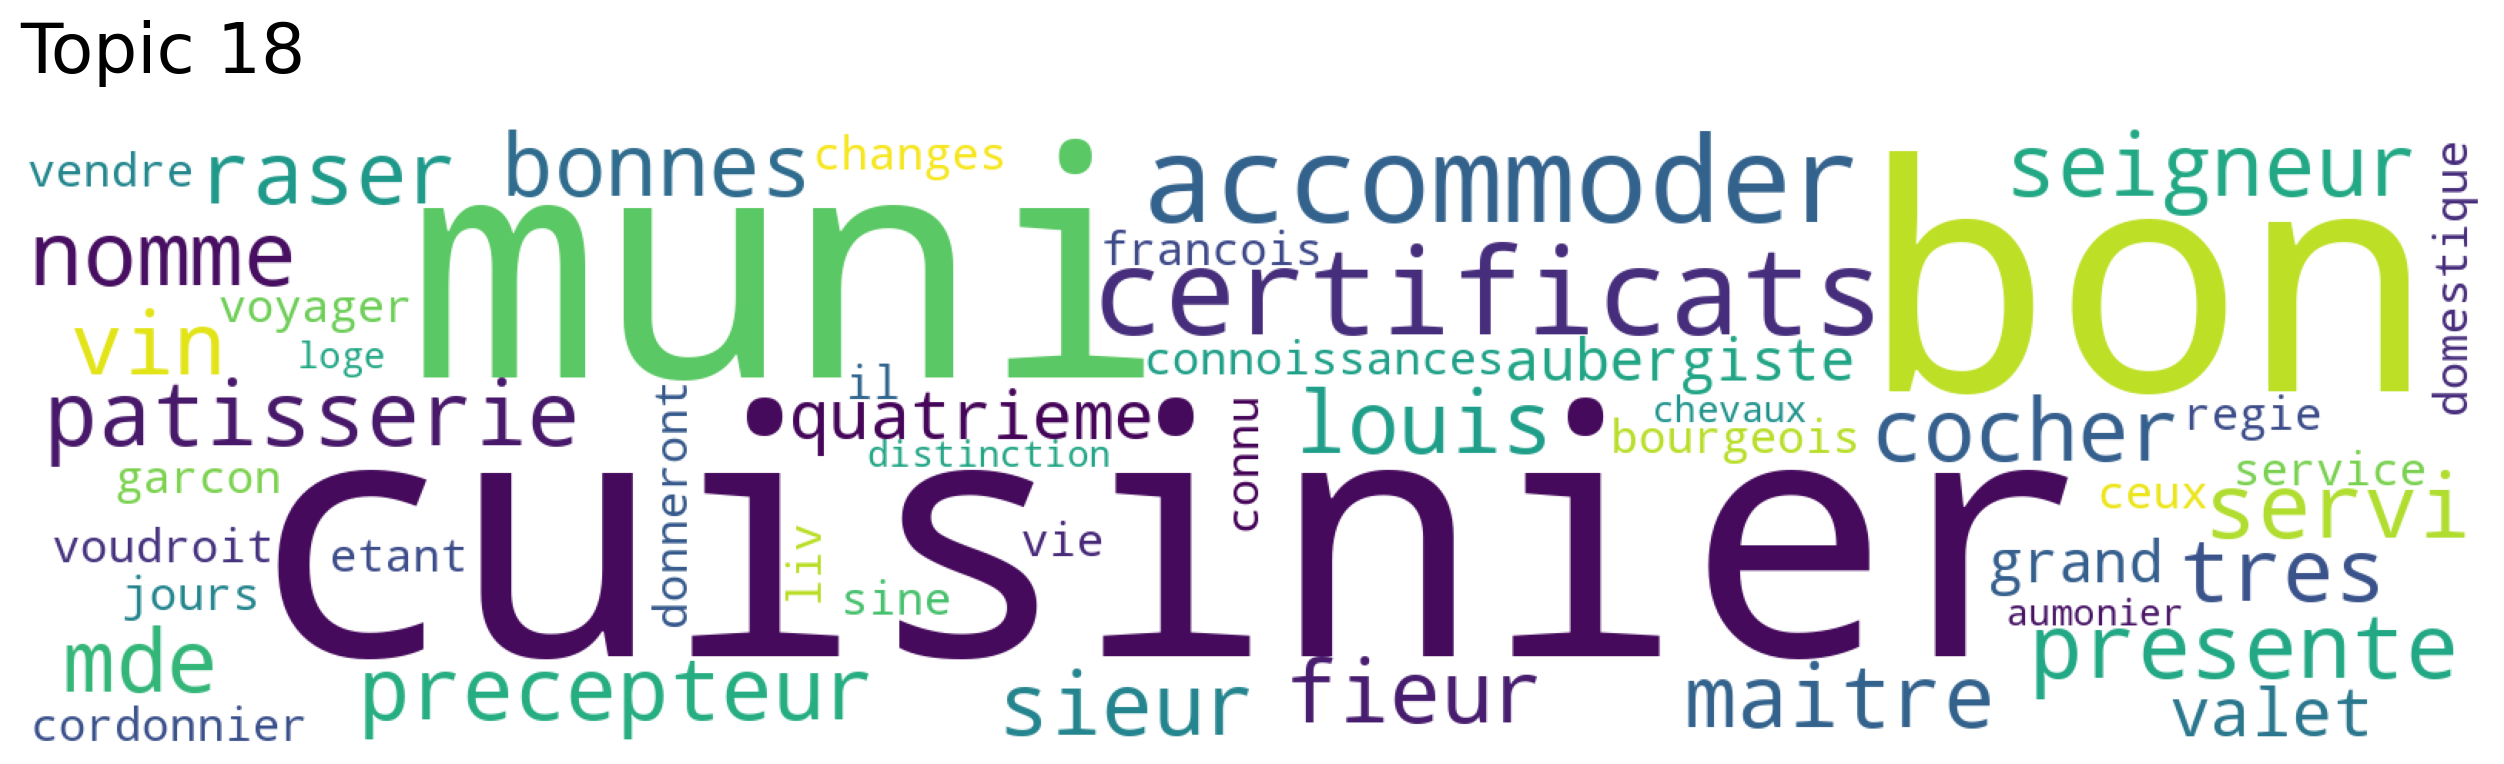 Topic 18
vendre
raser
bonnes
changes
accommoder
seigneur
domestique
nomme
muni
francois
bon
voyager
certificats
vin
loge
connoissances
aubergiste
patisserie
il
quatrieme
connu
louis
chevaux
bourgeois
cocher
regie
garcon
distinction
donneront
cuisinier
service
ceux
servi
voudroit
etant
liv
vie
grand
tres
jours
sine
aumonier
mde
precepteur
sieur
fieur
maitre
presente
valet
cordonnier